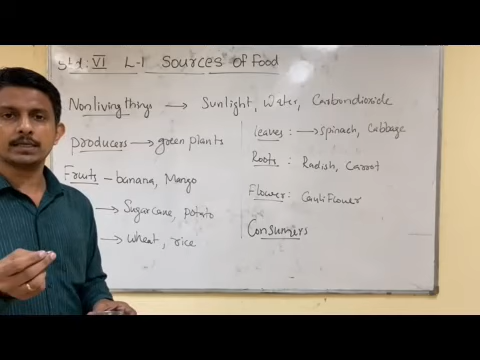 Std: VI L-1 Sources of Food
Nonliving things → Sunlight, Water, Carbondioxide
producers → green plants
Fruits – banana, Mango
→ Sugarcane, potato
→ wheat, rice
leaves: → spinach, Cabbage
Roots: Radish, Carrot
Flower: Cauliflower
Consumers